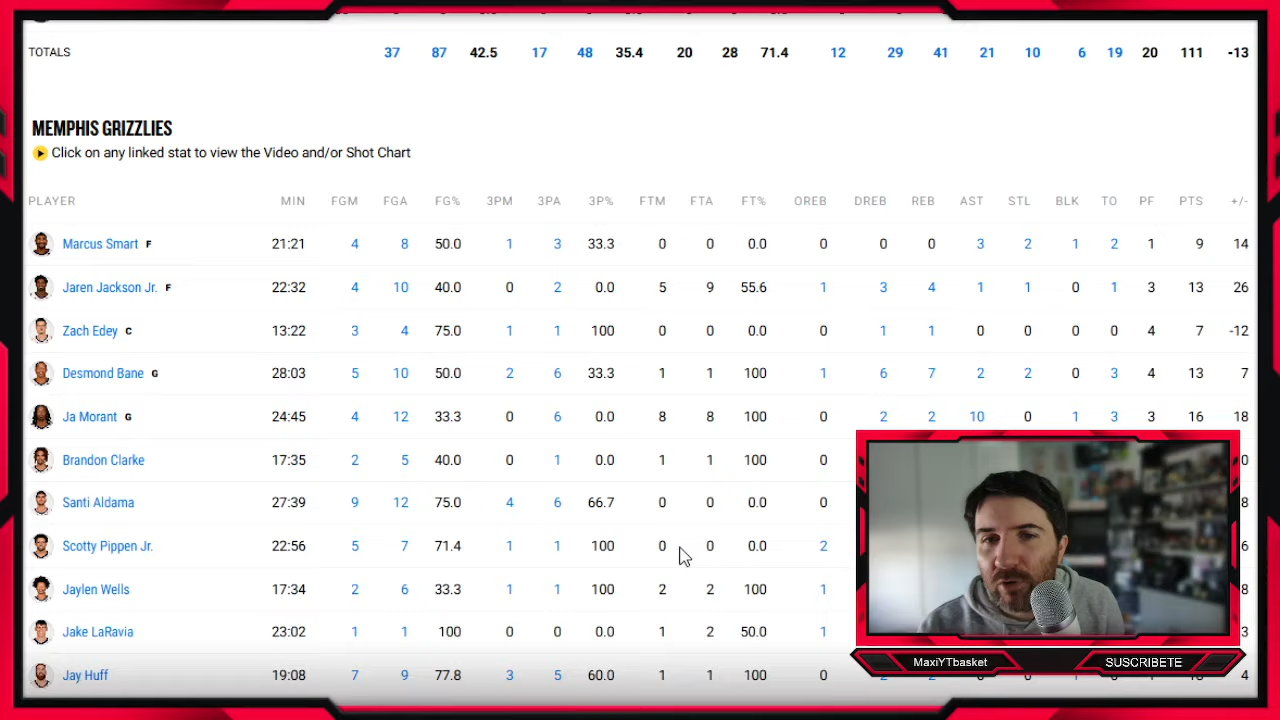 TOTALS 37 87 42.5 17 48 35.4 20 28 71.4 12 29 41 21 10 6 19 20 111 -13
MEMPHIS GRIZZLIES
Click on any linked stat to view the Video and/or Shot Chart
PLAYER MIN FGM FGA FG% 3PM 3PA 3P% FTM FTA FT% OREB DREB REB AST STL BLK TO PF PTS +/-
Marcus Smart F 21:21 4 8 50.0 1 3 33.3 0 0 0.0 0 0 0 3 2 1 2 1 9 14
Jaren Jackson Jr. F 22:32 4 10 40.0 0 2 0.0 5 9 55.6 1 3 4 1 1 0 1 3 13 26
Zach Edey C 13:22 3 4 75.0 1 1 100 0 0 0.0 0 1 1 0 0 0 0 4 7 -12
Desmond Bane G 28:03 5 10 50.0 2 6 33.3 1 1 100 1 6 7 2 2 0 3 4 13 7
Ja Morant G 24:45 4 12 33.3 0 6 0.0 8 8 100 0 2 2 10 0 1 3 3 16 18
Brandon Clarke 17:35 2 5 40.0 0 1 0.0 1 1 100 0 0
Santi Aldama 27:39 9 12 75.0 4 6 66.7 0 0 0.0 0 8
Scotty Pippen Jr. 22:56 5 7 71.4 1 1 100 0 0 0.0 2 6
Jaylen Wells 17:34 2 6 33.3 1 1 100 2 2 100 1 8
Jake LaRavia 23:02 1 1 100 0 0 0.0 1 2 50.0 1 3
Jay Huff 19:08 7 9 77.8 3 5 60.0 1 1 100 0 4
MaxiYTbasket
SUSCRIBETE